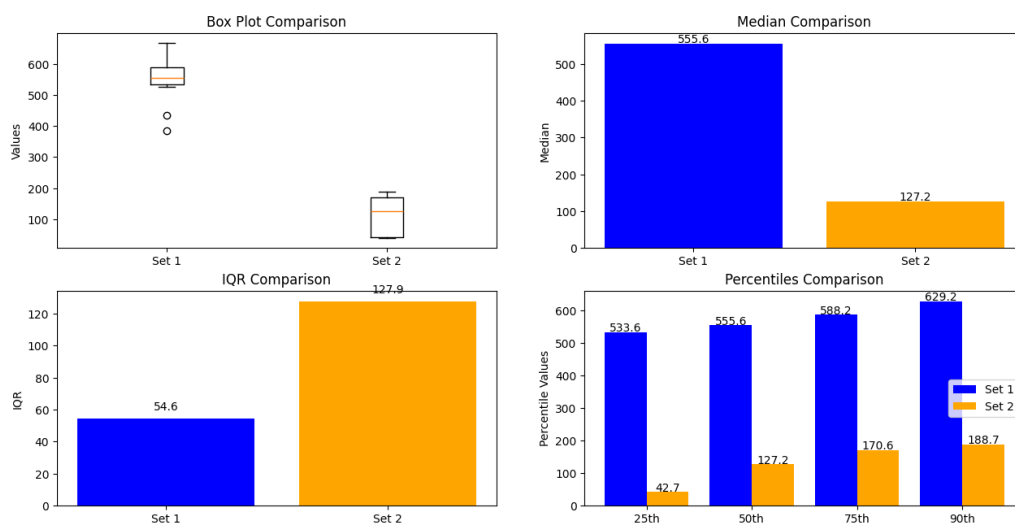 Box Plot Comparison
Values
600
500
400
300
200
100
Set 1
Set 2
Median Comparison
Median
500
400
300
200
100
0
555.6
127.2
Set 1
Set 2
IQR Comparison
IQR
120
100
80
60
40
20
0
54.6
127.9
Set 1
Set 2
Percentiles Comparison
Percentile Values
600
500
400
300
200
100
0
533.6
42.7
555.6
127.2
588.2
170.6
629.2
188.7
Set 1
Set 2
25th
50th
75th
90th